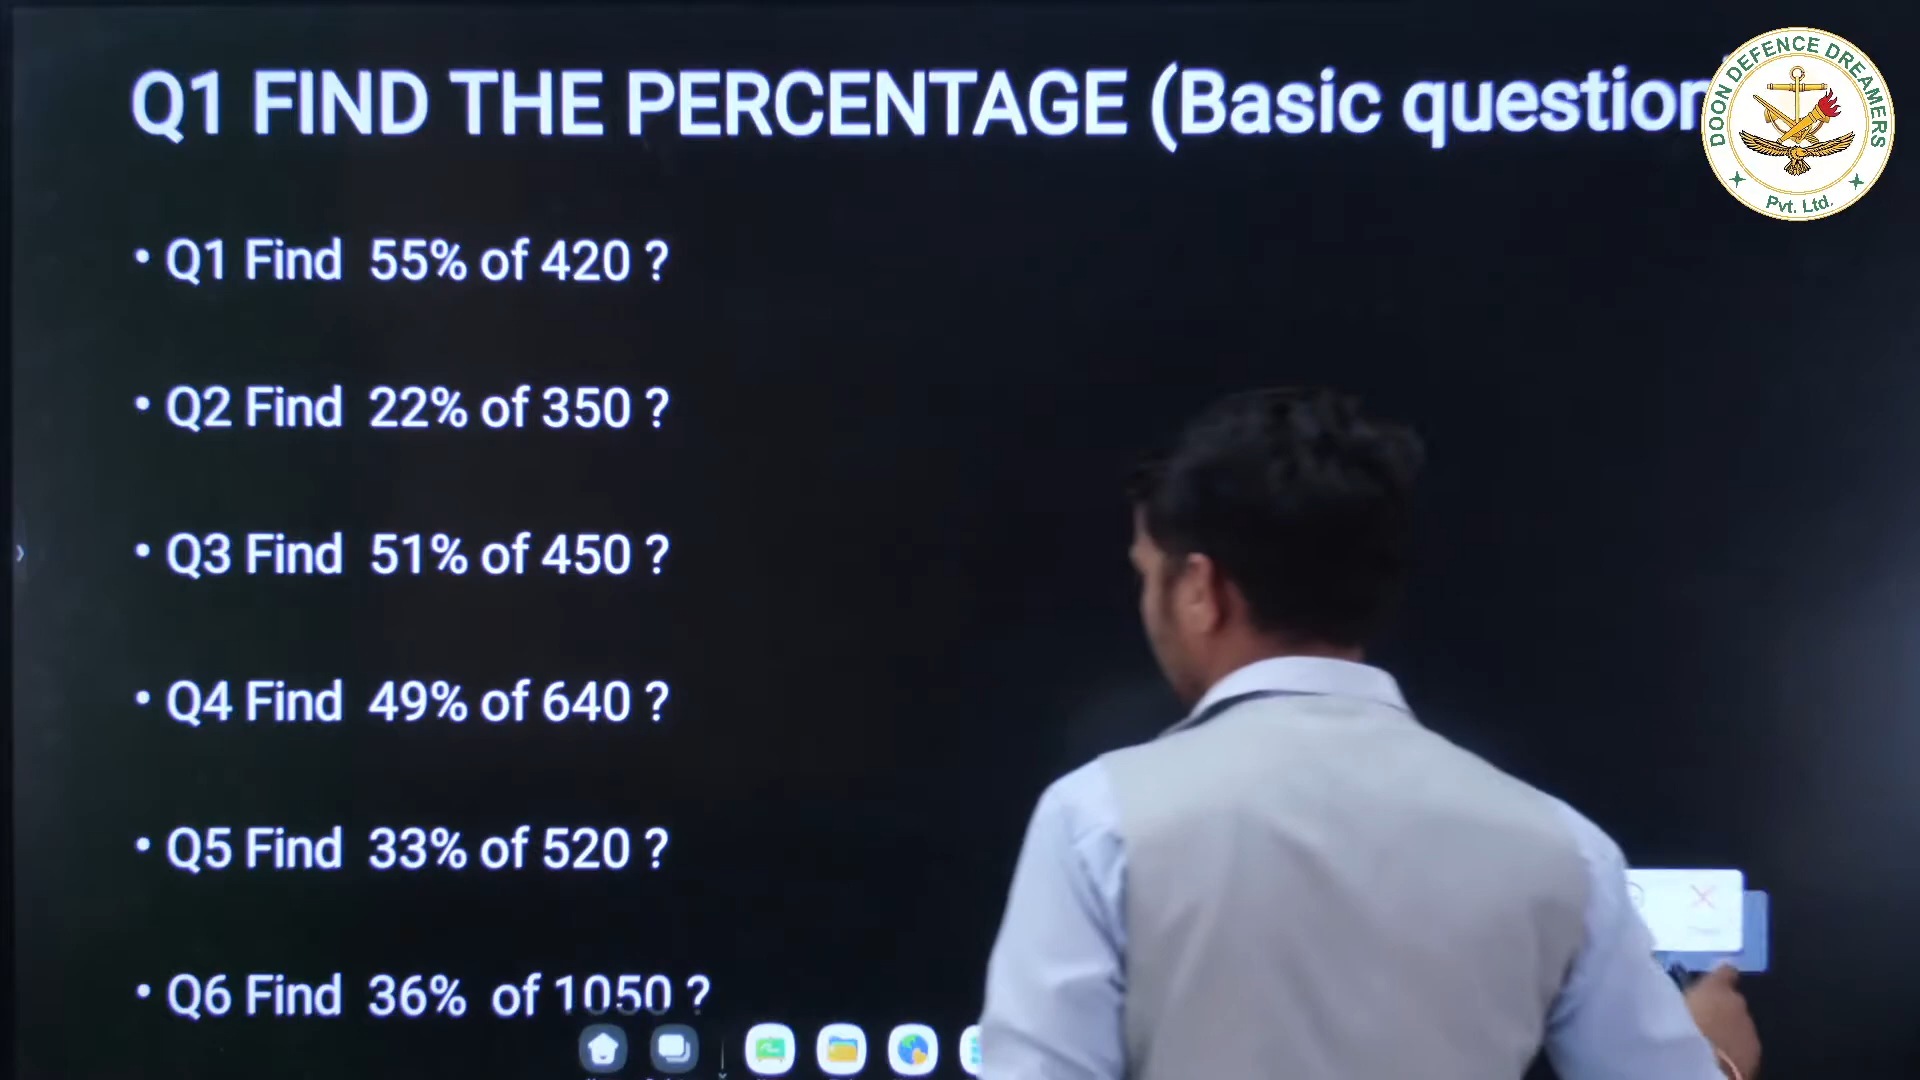 Q1 FIND THE PERCENTAGE (Basic question
• Q1 Find 55% of 420 ?
• Q2 Find 22% of 350 ?
• Q3 Find 51% of 450 ?
• Q4 Find 49% of 640 ?
• Q5 Find 33% of 520 ?
• Q6 Find 36% of 1050 ?
DOON DEFENCE DREAMERS
Pvt. Ltd.